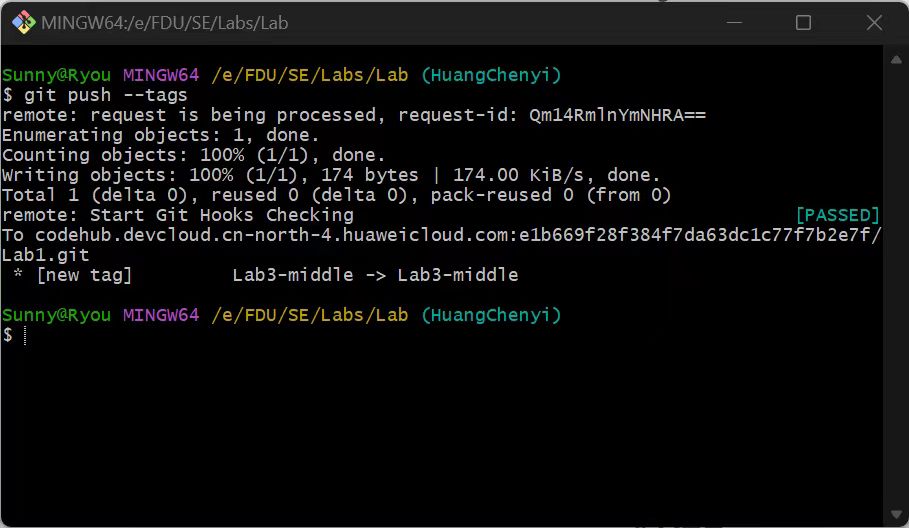 MINGW64:/e/FDU/SE/Labs/Lab
Sunny@Ryou MINGW64 /e/FDU/SE/Labs/Lab (HuangChenyi)
$ git push --tags
remote: request is being processed, request-id: Qm14RmlnYmNHRA==
Enumerating objects: 1, done.
Counting objects: 100% (1/1), done.
Writing objects: 100% (1/1), 174 bytes | 174.00 KiB/s, done.
Total 1 (delta 0), reused 0 (delta 0), pack-reused 0 (from 0)
remote: Start Git Hooks Checking [PASSED]
To codehub.devcloud.cn-north-4.huaweicloud.com:e1b669f28f384f7da63dc1c77f7b2e7f/
Lab1.git
* [new tag] Lab3-middle -> Lab3-middle
Sunny@Ryou MINGW64 /e/FDU/SE/Labs/Lab (HuangChenyi)
$